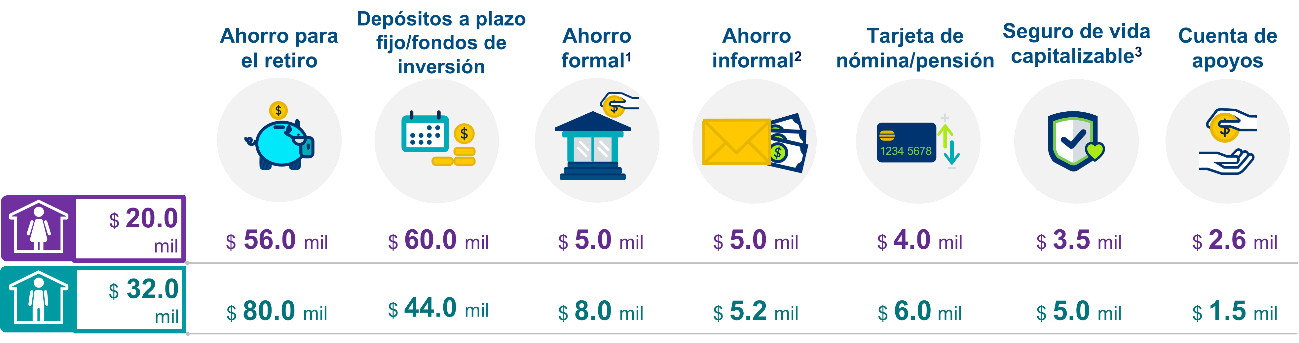 Ahorro para
el retiro
Depósitos a plazo
fijo/fondos de
inversión
Ahorro
formal¹
Ahorro
informal²
Tarjeta de
nómina/pensión
Seguro de vida
capitalizable³
Cuenta de
apoyos
$
$
$
$
1234 5678
$
$ 20.0
mil
$ 56.0 mil
$ 60.0 mil
$ 5.0 mil
$ 5.0 mil
$ 4.0 mil
$ 3.5 mil
$ 2.6 mil
$ 32.0
mil
$ 80.0 mil
$ 44.0 mil
$ 8.0 mil
$ 5.2 mil
$ 6.0 mil
$ 5.0 mil
$ 1.5 mil